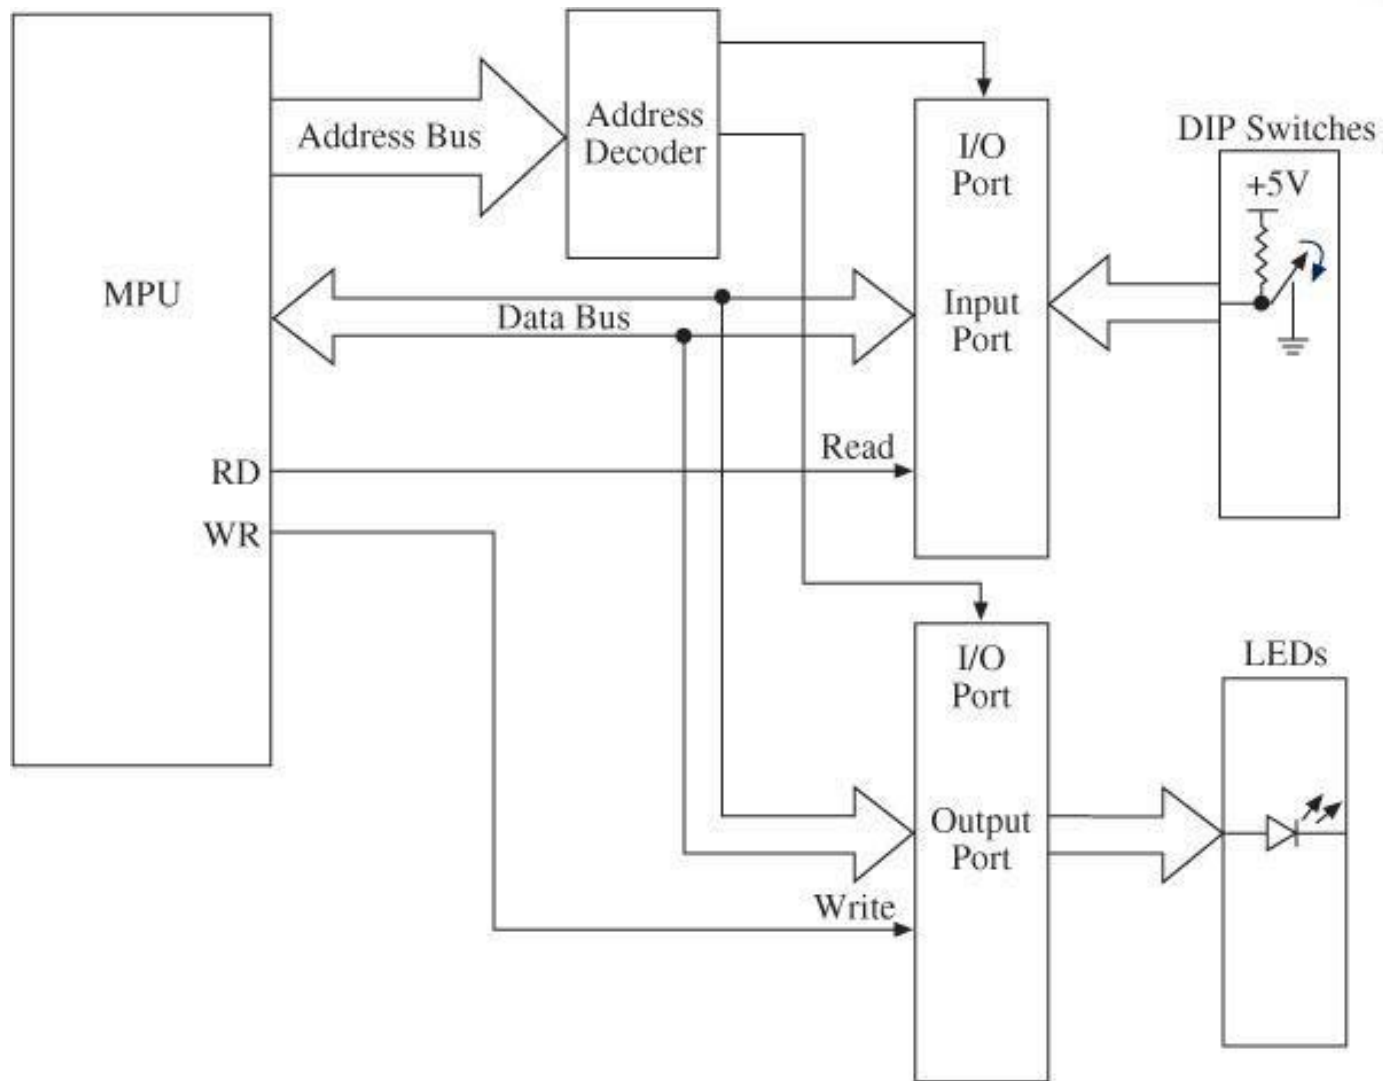 Address Bus
Address
Decoder
I/O
Port
Input
Port
DIP Switches
+5V
MPU
Data Bus
RD
Read
WR
I/O
Port
Output
Port
Write
LEDs